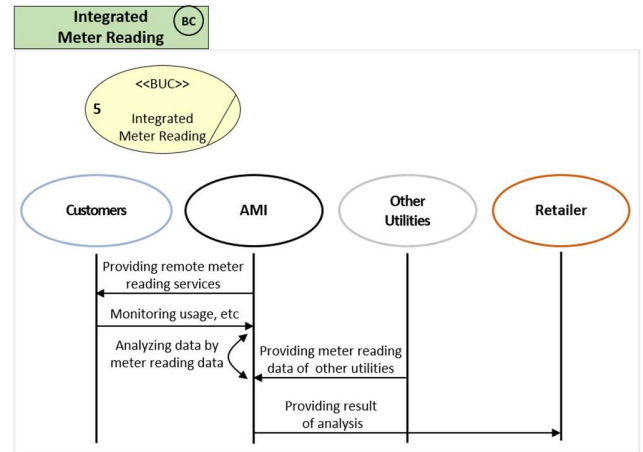 Integrated
Meter Reading
BC
<<BUC>>
5
Integrated
Meter Reading
Customers
AMI
Other
Utilities
Retailer
Providing remote meter
reading services
Monitoring usage, etc
Analyzing data by
meter reading data
Providing meter reading
data of other utilities
Providing result
of analysis